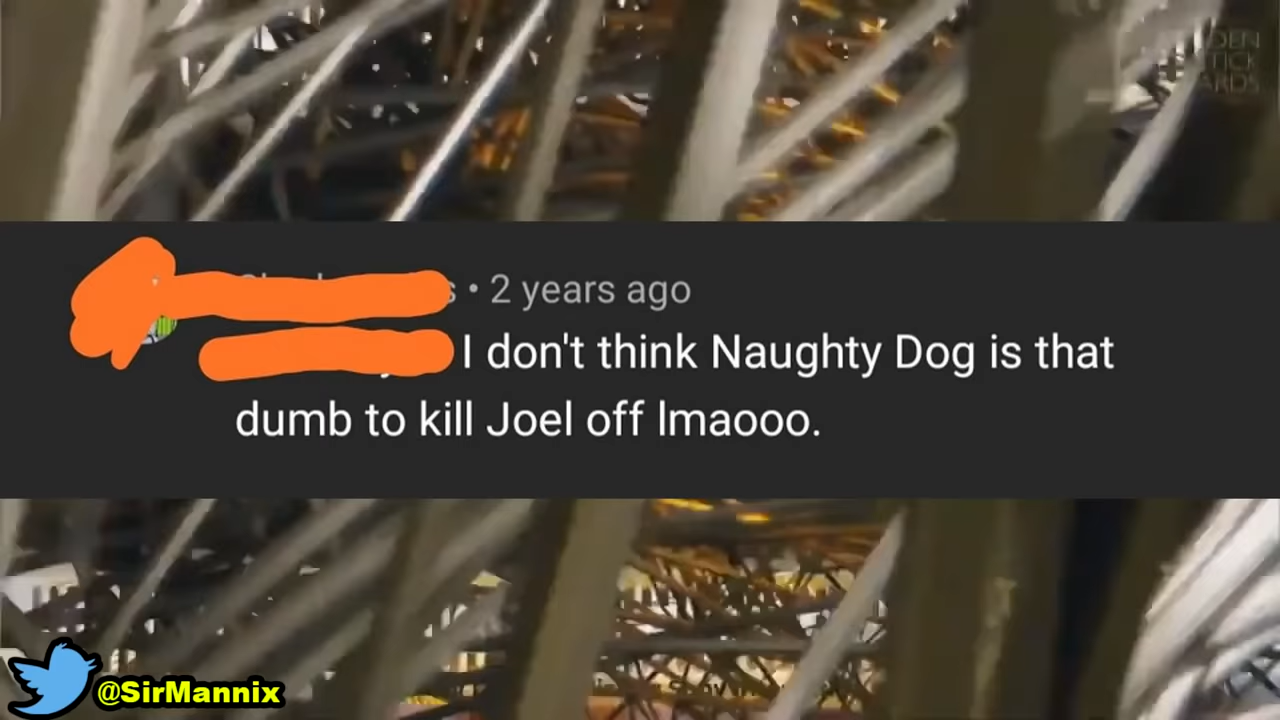 • 2 years ago
I don't think Naughty Dog is that
dumb to kill Joel off lmaooo.
@SirMannix